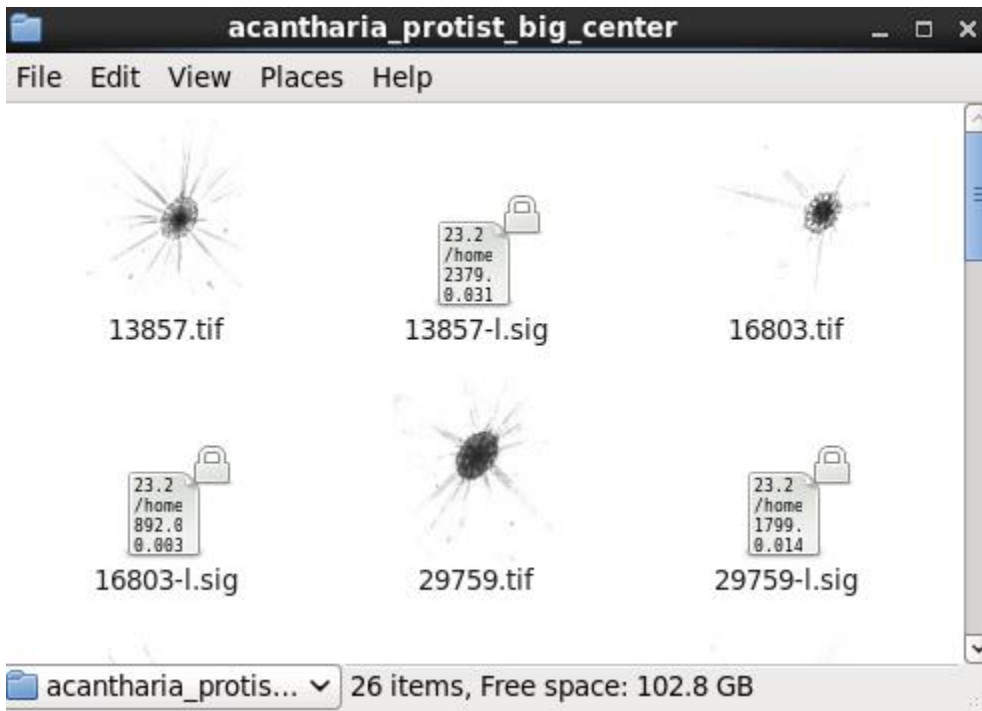 acantharia_protist_big_center
File Edit View Places Help
23.2
/home
2379.
0.031
13857.tif 13857-l.sig 16803.tif
23.2
/home
892.0
0.003
23.2
/home
1799.
0.014
16803-l.sig 29759.tif 29759-l.sig
acantharia_protis... 26 items, Free space: 102.8 GB